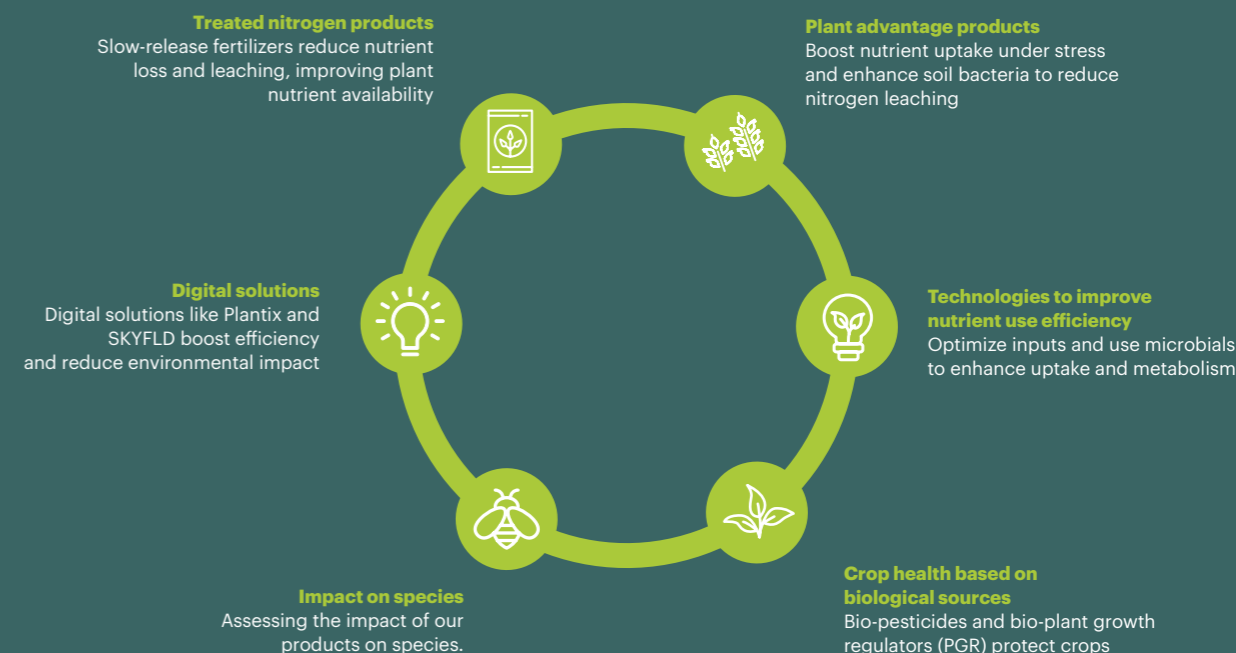 Treated nitrogen products
Slow-release fertilizers reduce nutrient
loss and leaching, improving plant
nutrient availability
Plant advantage products
Boost nutrient uptake under stress
and enhance soil bacteria to reduce
nitrogen leaching
Digital solutions
Digital solutions like Plantix and
SKYFLD boost efficiency
and reduce environmental impact
Technologies to improve
nutrient use efficiency
Optimize inputs and use microbials
to enhance uptake and metabolism
Impact on species
Assessing the impact of our
products on species.
Crop health based on
biological sources
Bio-pesticides and bio-plant growth
regulators (PGR) protect crops